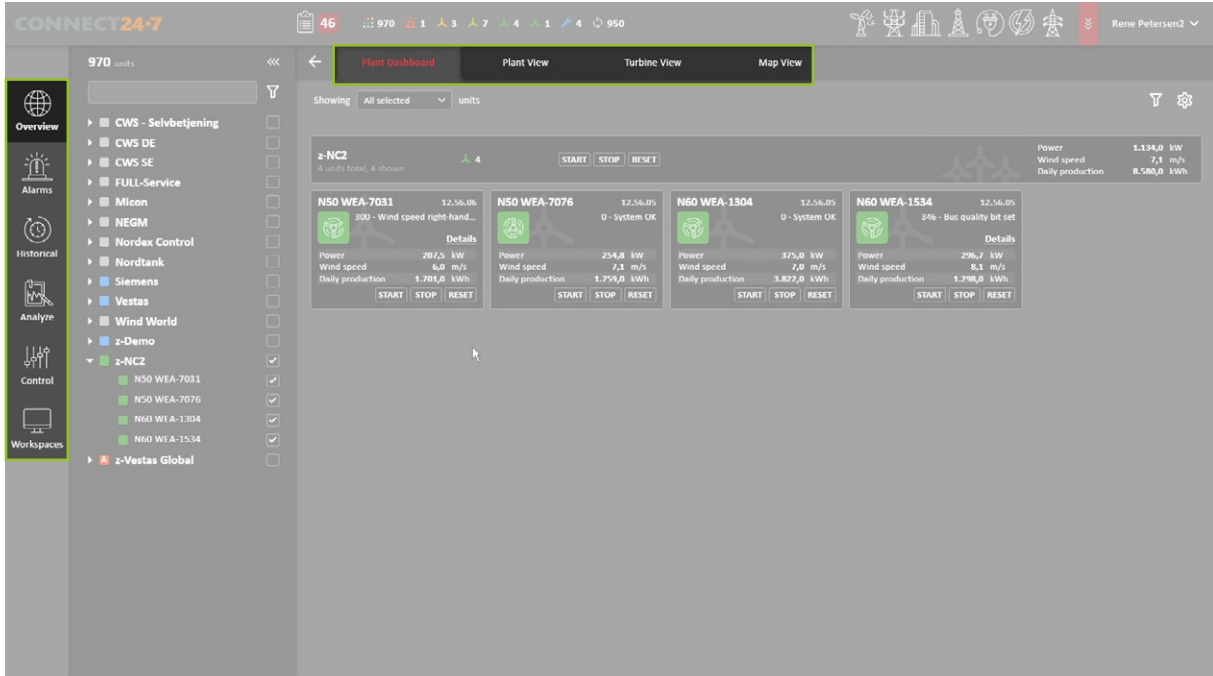 CONNECT24·7
46 970 1 3 7 4 1 4 950
Rene Petersen2
970 units
Plant Dashboard Plant View Turbine View Map View
Showing All selected units
Overview
Alarms
Historical
Analyze
Control
Workspaces
CWS - Selvbetjening
CWS DE
CWS SE
FULL-Service
Micon
NEGM
Nordex Control
Nordtank
Siemens
Vestas
Wind World
z-Demo
z-NC2
N50 WEA-7031
N50 WEA-7076
N60 WEA-1304
N60 WEA-1534
A z-Vestas Global
z-NC2 4 START STOP RESET
4 units total, 4 shown
Power 1.134,0 kW
Wind speed 7,1 m/s
Daily production 8.580,0 kWh
N50 WEA-7031 12.56.06
300 - Wind speed right-hand...
Details
Power 207,5 kW
Wind speed 6,0 m/s
Daily production 1.701,0 kWh
START STOP RESET
N50 WEA-7076 12.56.05
0 - System OK
Power 254,8 kW
Wind speed 7,1 m/s
Daily production 1.759,0 kWh
START STOP RESET
N60 WEA-1304 12.56.05
0 - System OK
Power 375,0 kW
Wind speed 7,0 m/s
Daily production 3.822,0 kWh
START STOP RESET
N60 WEA-1534 12.56.05
346 - Bus quality bit set
Details
Power 296,7 kW
Wind speed 8,1 m/s
Daily production 1.298,0 kWh
START STOP RESET